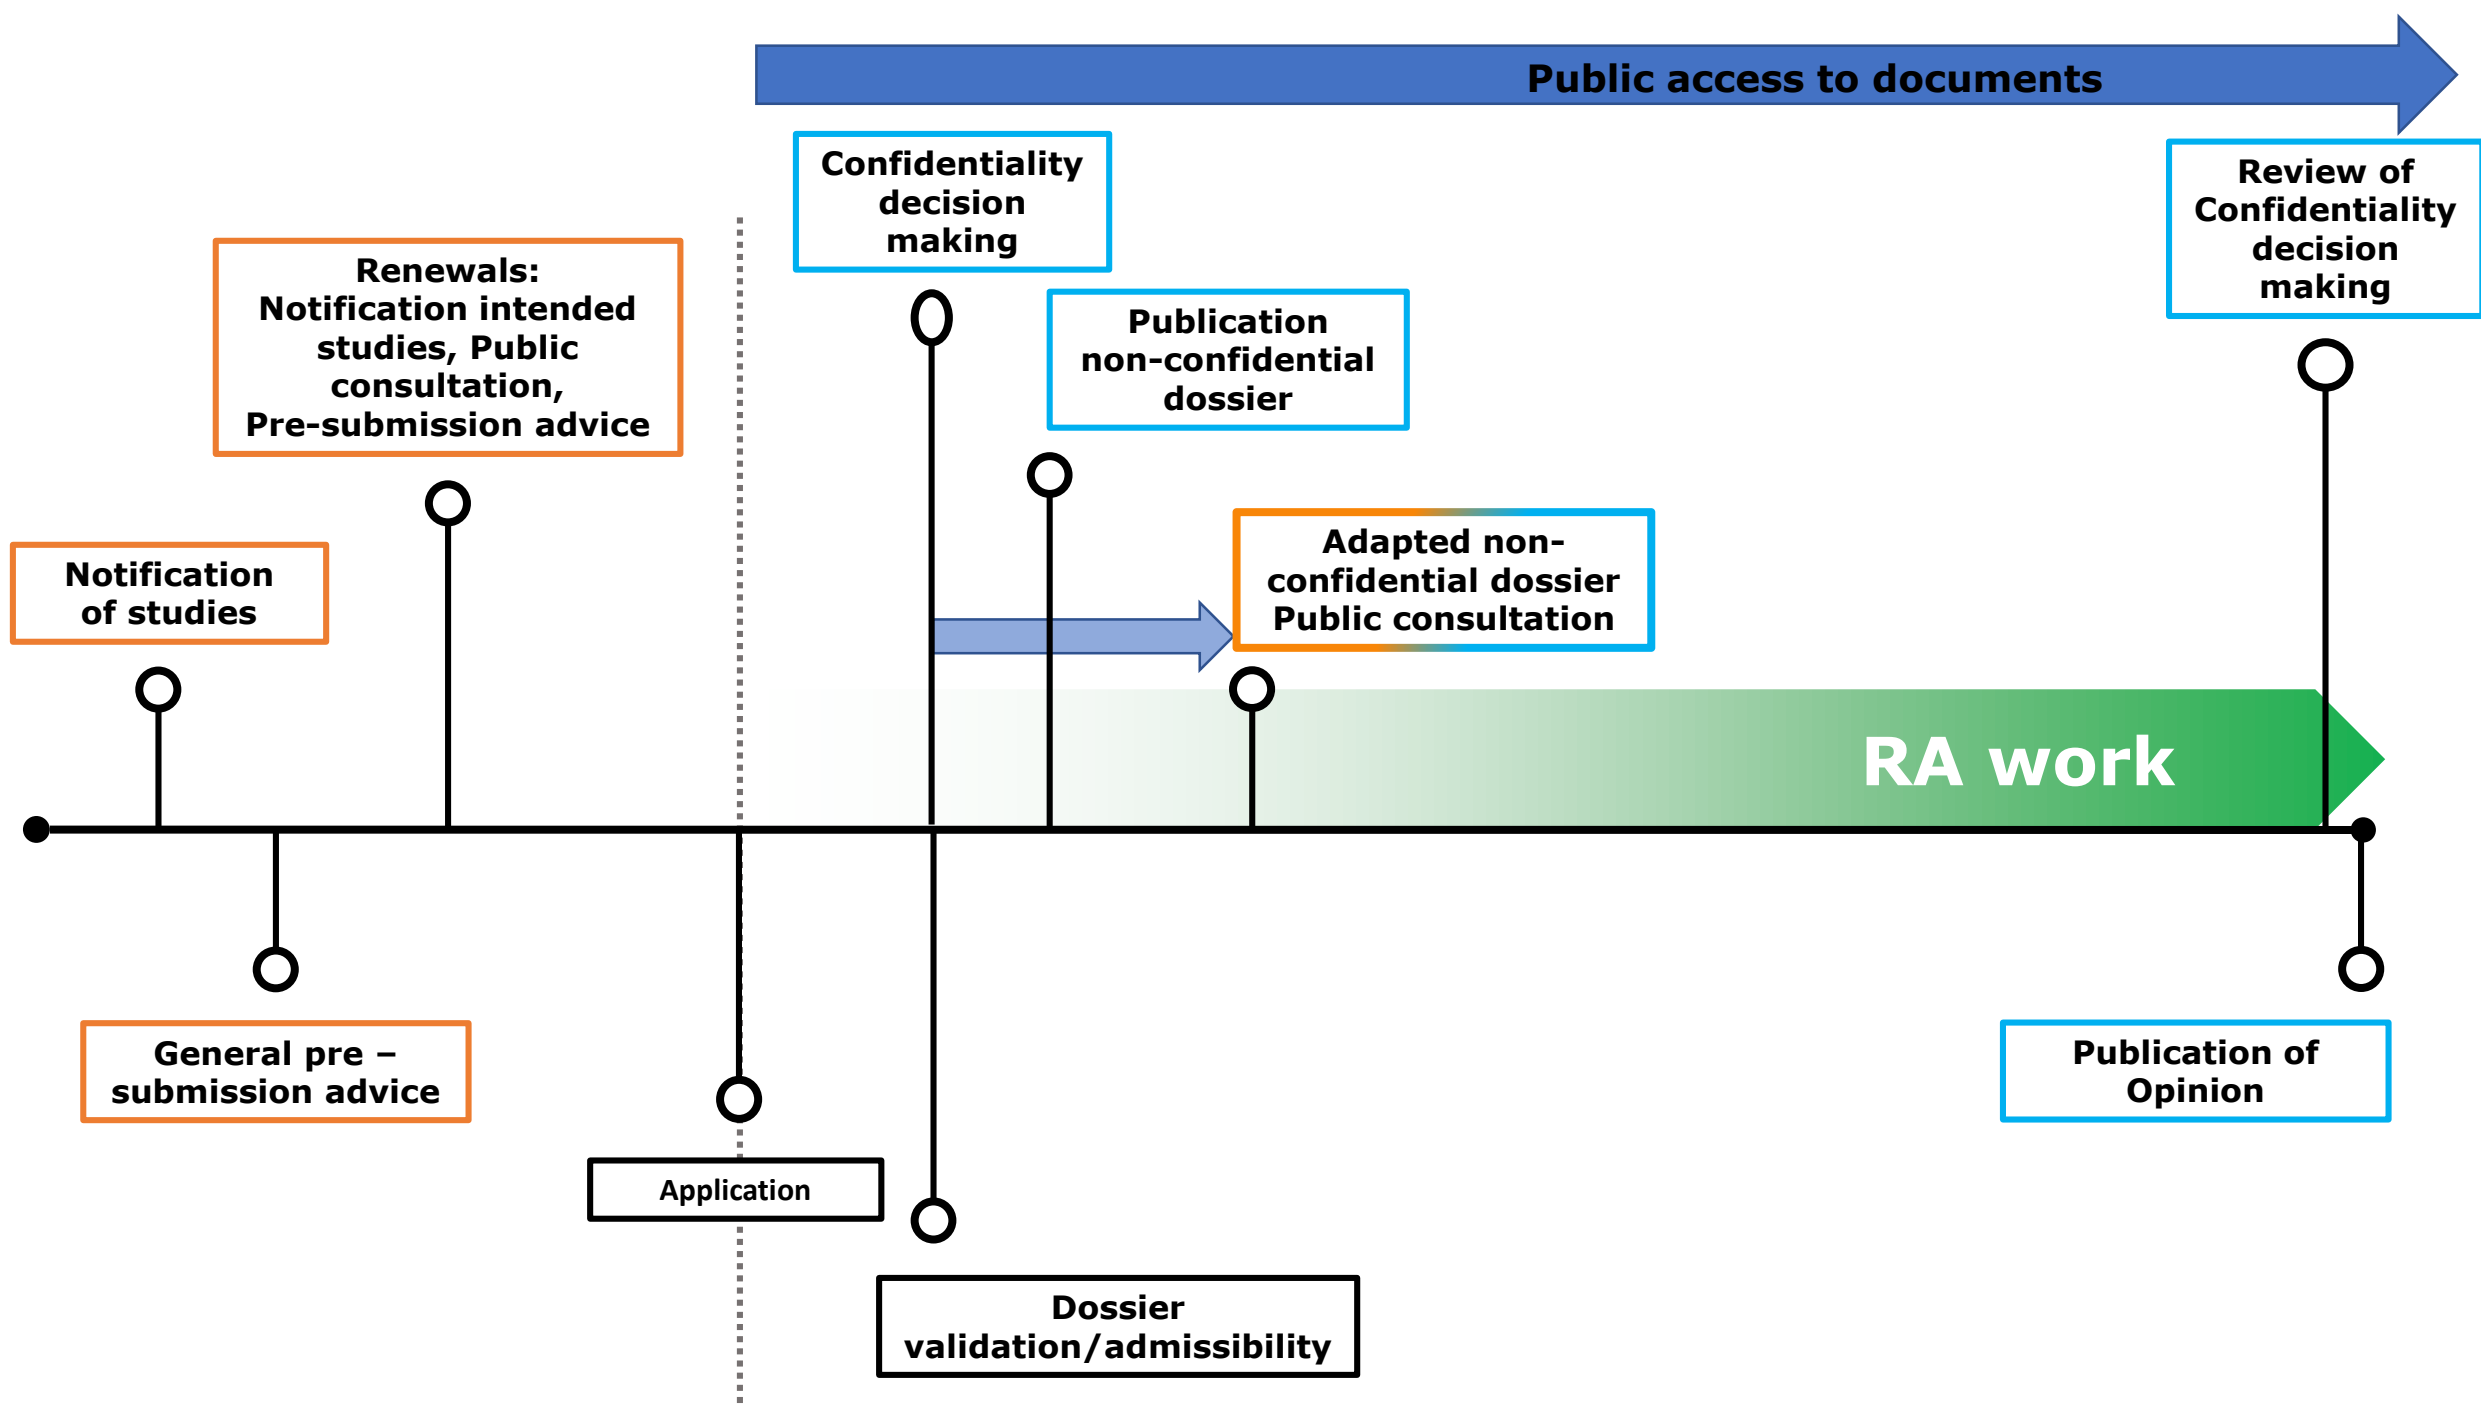 Public access to documents
Confidentiality
decision
making
Review of
Confidentiality
decision
making
Renewals:
Notification intended
studies, Public
consultation,
Pre-submission advice
Publication
non-confidential
dossier
Notification
of studies
Adapted non-
confidential dossier
Public consultation
RA work
General pre –
submission advice
Publication of
Opinion
Application
Dossier
validation/admissibility